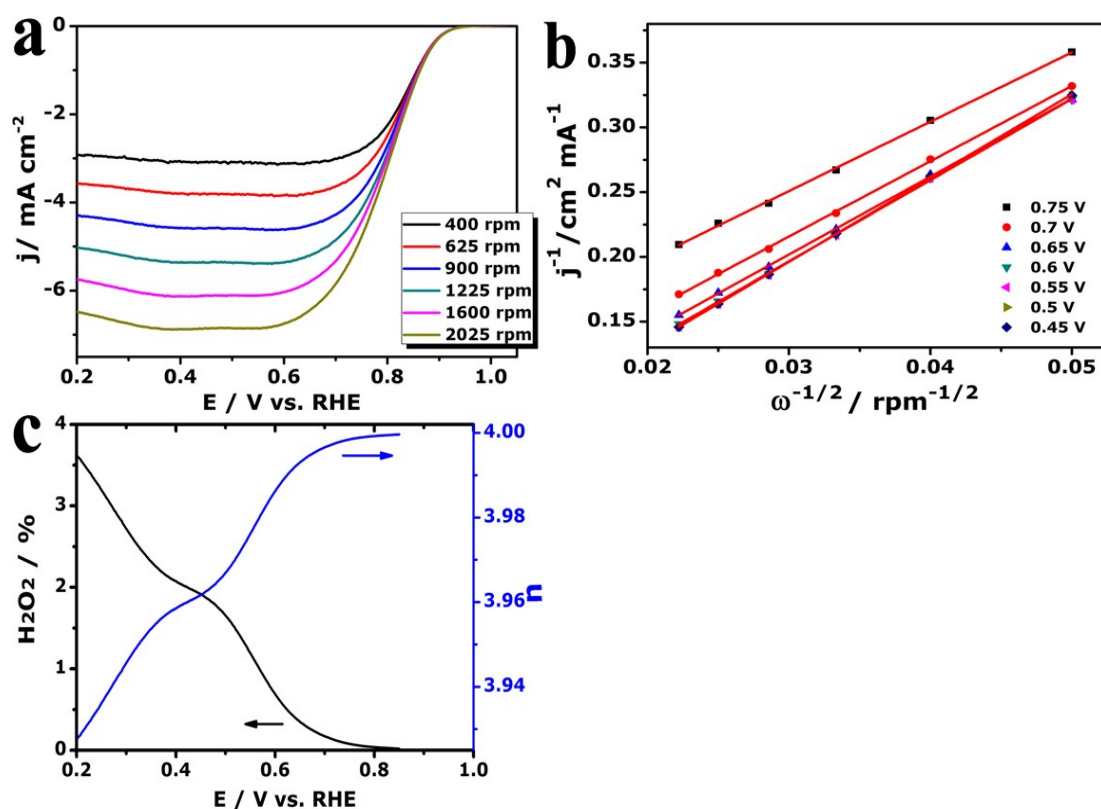 a
0
-2
-4
-6
j/ mA cm⁻²
0.2 0.4 0.6 0.8 1.0
E / V vs. RHE
400 rpm
625 rpm
900 rpm
1225 rpm
1600 rpm
2025 rpm
b
0.35
0.30
0.25
0.20
0.15
j⁻¹/cm² mA⁻¹
0.02 0.03 0.04 0.05
ω⁻¹/² / rpm⁻¹/²
0.75 V
0.7 V
0.65 V
0.6 V
0.55 V
0.5 V
0.45 V
c
4
3
2
1
0
H₂O₂ / %
0.2 0.4 0.6 0.8 1.0
E / V vs. RHE
4.00
3.98
3.96
3.94
n